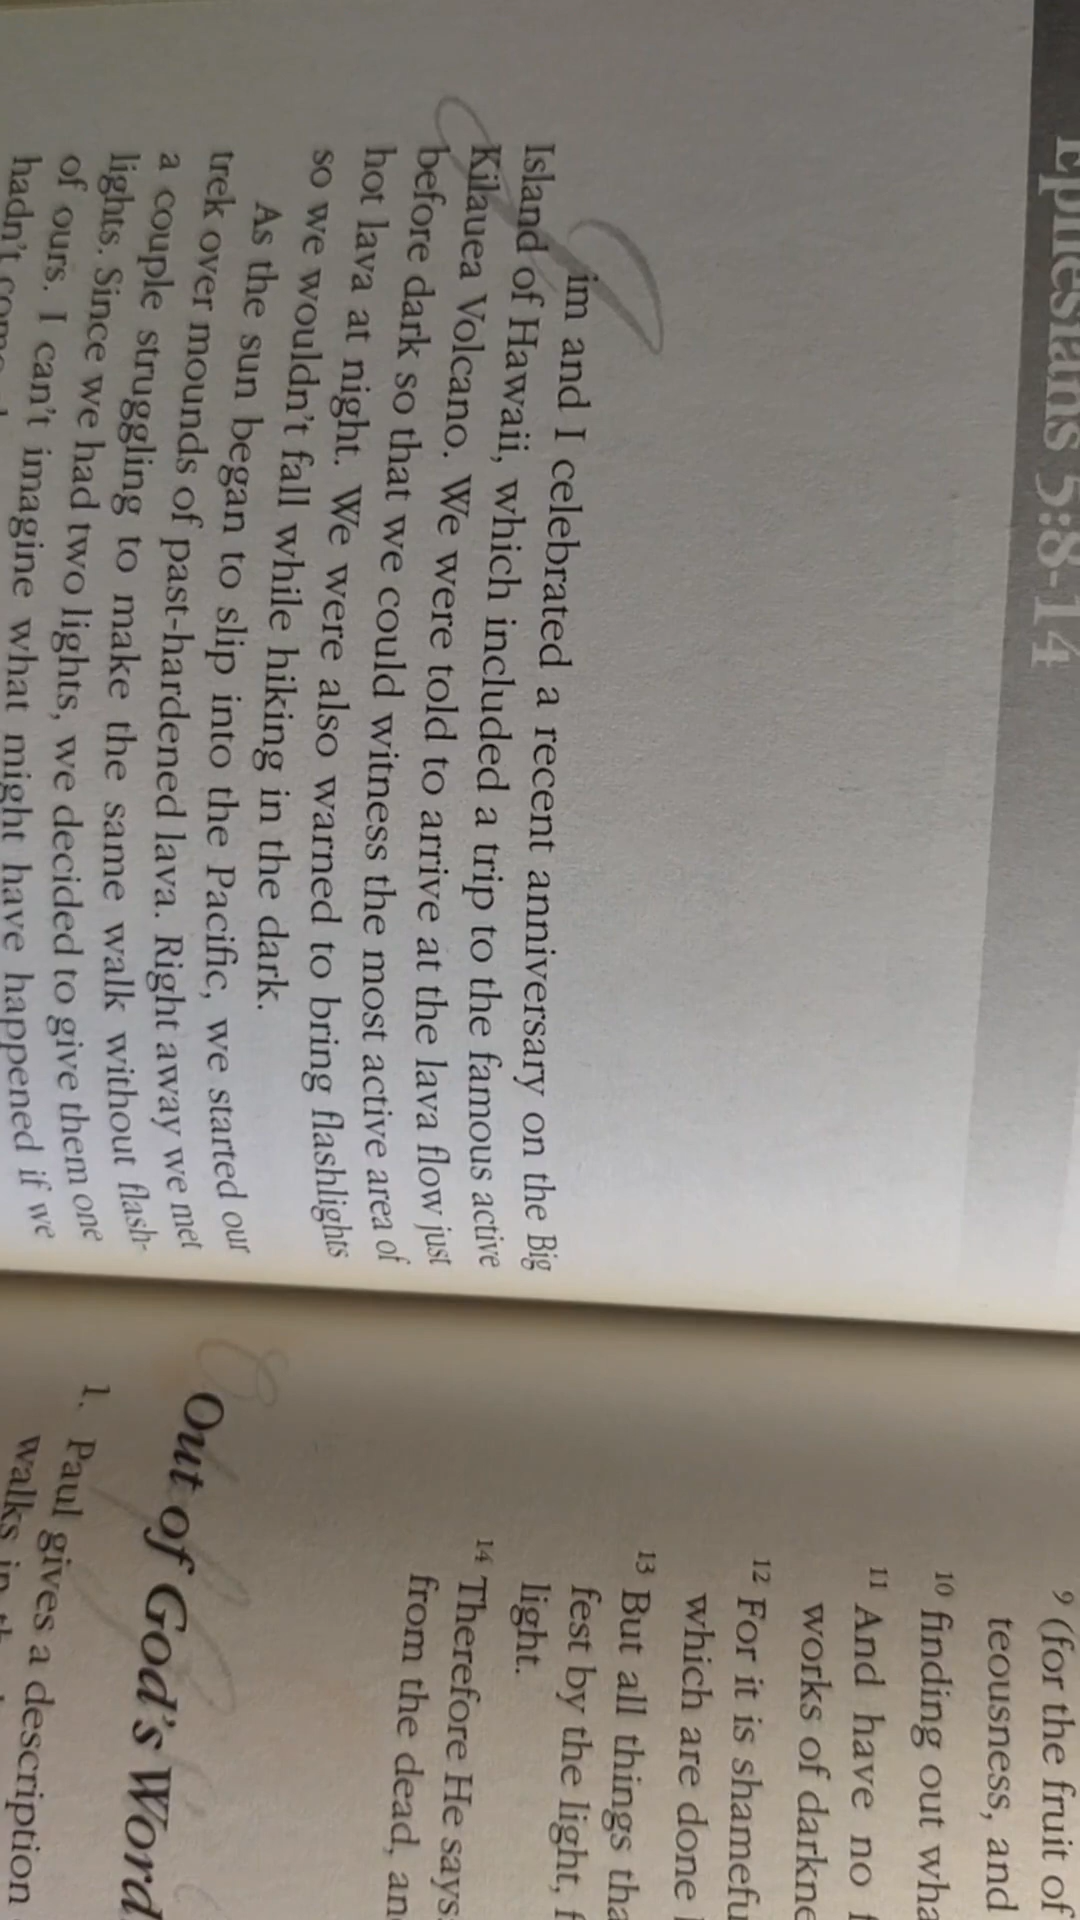 Ephesians 5:8-14
Jim and I celebrated a recent anniversary on the Big
Island of Hawaii, which included a trip to the famous active
Kilauea Volcano. We were told to arrive at the lava flow just
before dark so that we could witness the most active area of
hot lava at night. We were also warned to bring flashlights
so we wouldn't fall while hiking in the dark.
As the sun began to slip into the Pacific, we started our
trek over mounds of past-hardened lava. Right away we met
a couple struggling to make the same walk without flash-
lights. Since we had two lights, we decided to give them one
of ours. I can't imagine what might have happened if we
hadn't
9 (for the fruit of
teousness, and
10 finding out wha
11 And have no f
works of darkne
12 For it is shamefu
which are done i
13 But all things tha
fest by the light, f
light.
14 Therefore He says:
from the dead, an
Out of God's Word
1. Paul gives a description
walks in